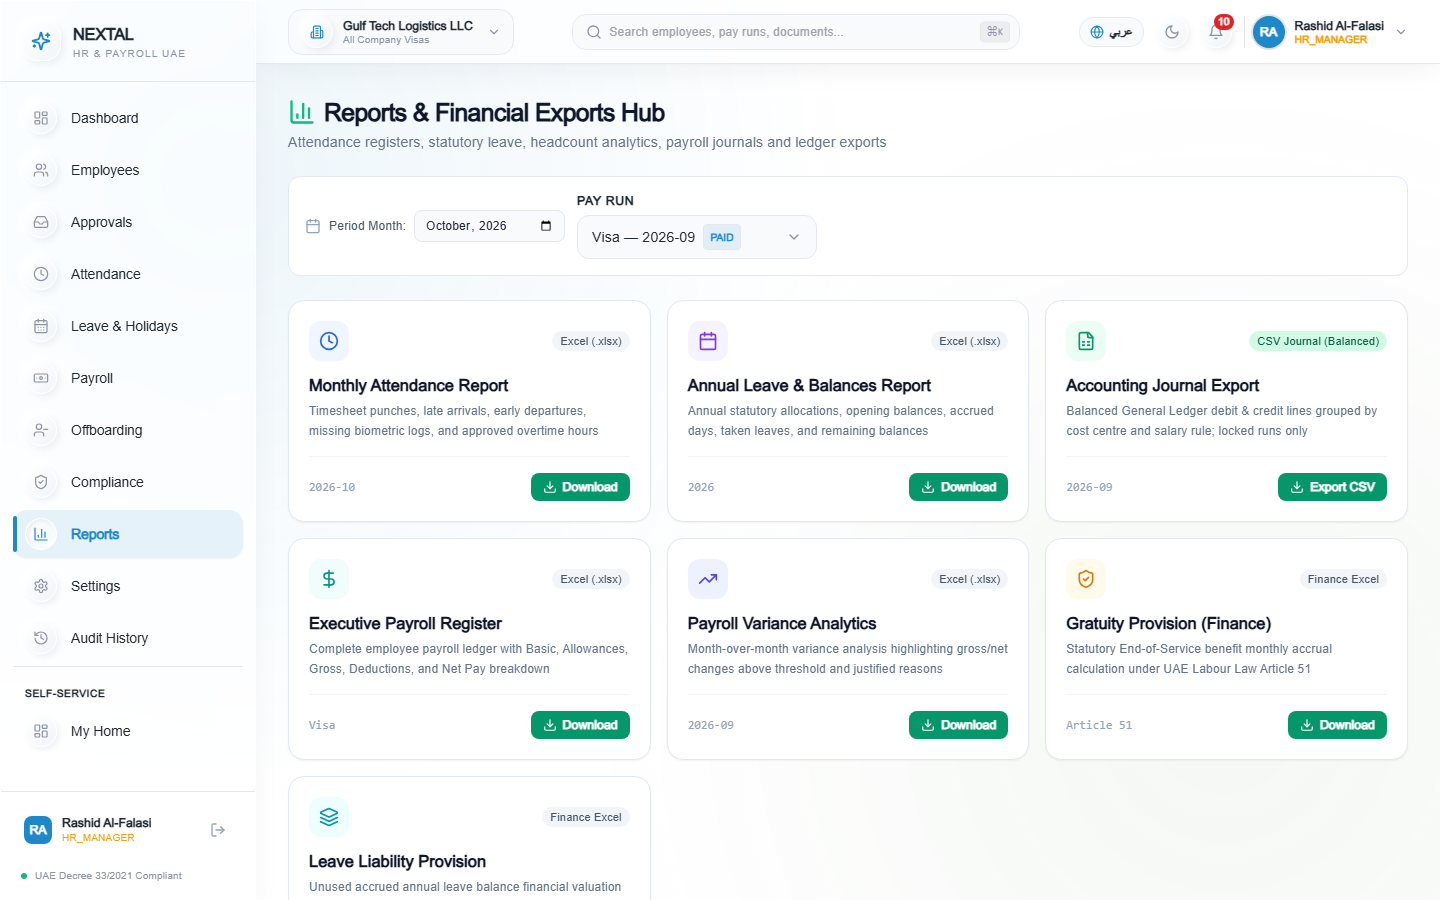 NEXTAL
HR & PAYROLL UAE
Dashboard
Employees
Approvals
Attendance
Leave & Holidays
Payroll
Offboarding
Compliance
Reports
Settings
Audit History
SELF-SERVICE
My Home
RA
Rashid Al-Falasi
HR_MANAGER
UAE Decree 33/2021 Compliant
Gulf Tech Logistics LLC
All Company Visas
Search employees, pay runs, documents...
⌘K
عربي
10
RA
Rashid Al-Falasi
HR_MANAGER
Reports & Financial Exports Hub
Attendance registers, statutory leave, headcount analytics, payroll journals and ledger exports
Period Month:
October, 2026
PAY RUN
Visa — 2026-09 PAID
Excel (.xlsx)
Monthly Attendance Report
Timesheet punches, late arrivals, early departures,
missing biometric logs, and approved overtime hours
2026-10
Download
Excel (.xlsx)
Annual Leave & Balances Report
Annual statutory allocations, opening balances, accrued
days, taken leaves, and remaining balances
2026
Download
CSV Journal (Balanced)
Accounting Journal Export
Balanced General Ledger debit & credit lines grouped by
cost centre and salary rule; locked runs only
2026-09
Export CSV
Excel (.xlsx)
Executive Payroll Register
Complete employee payroll ledger with Basic, Allowances,
Gross, Deductions, and Net Pay breakdown
Visa
Download
Excel (.xlsx)
Payroll Variance Analytics
Month-over-month variance analysis highlighting gross/net
changes above threshold and justified reasons
2026-09
Download
Finance Excel
Gratuity Provision (Finance)
Statutory End-of-Service benefit monthly accrual
calculation under UAE Labour Law Article 51
Article 51
Download
Finance Excel
Leave Liability Provision
Unused accrued annual leave balance financial valuation